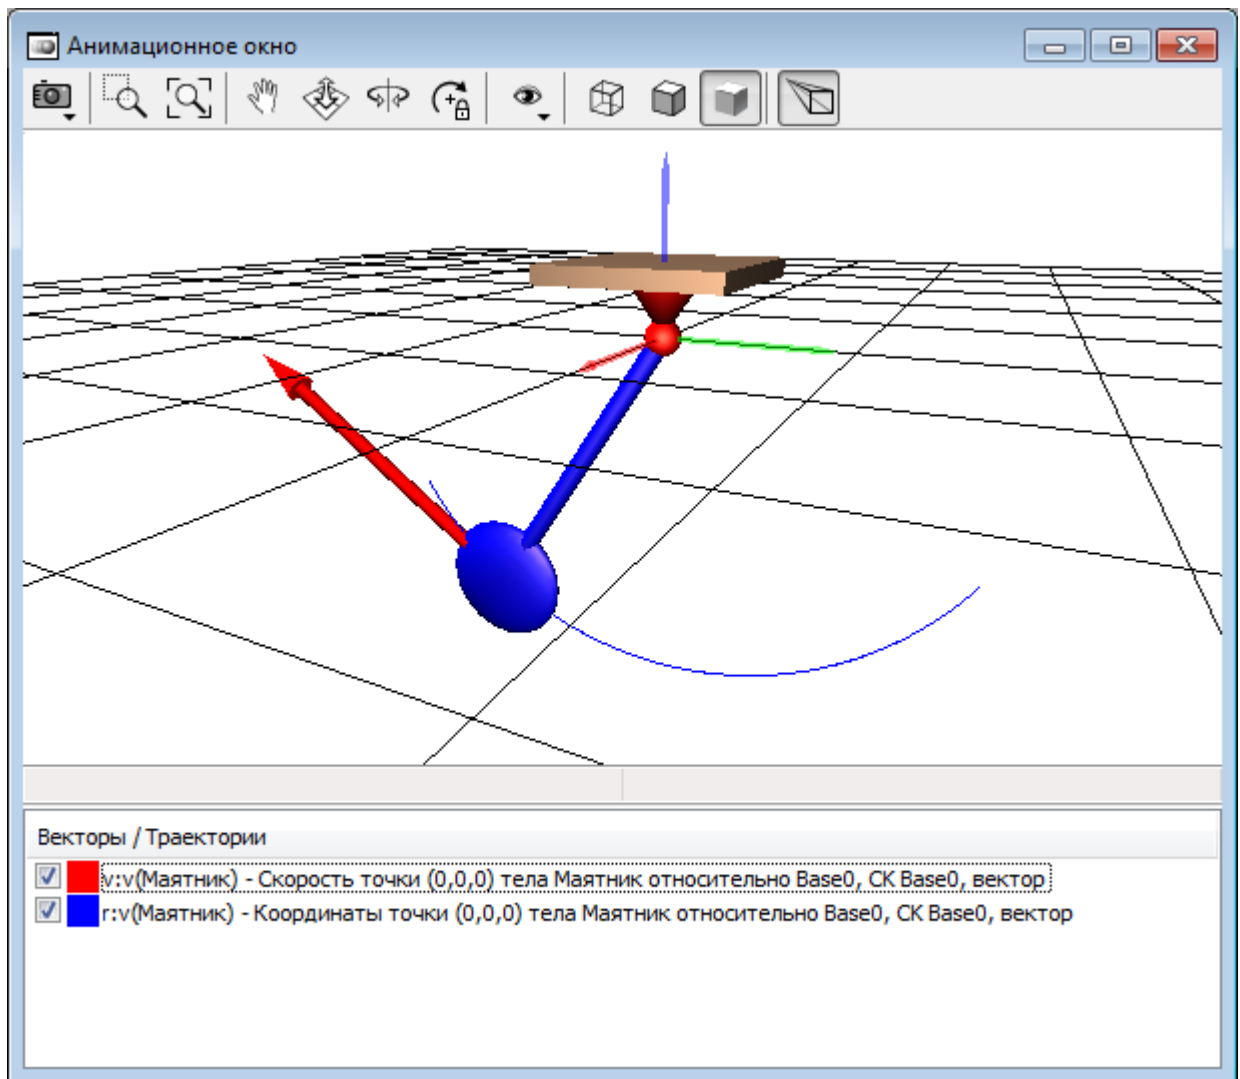 Анимационное окно
Векторы / Траектории
v:v(Маятник) - Скорость точки (0,0,0) тела Маятник относительно Base0, СК Base0, вектор
r:v(Маятник) - Координаты точки (0,0,0) тела Маятник относительно Base0, СК Base0, вектор